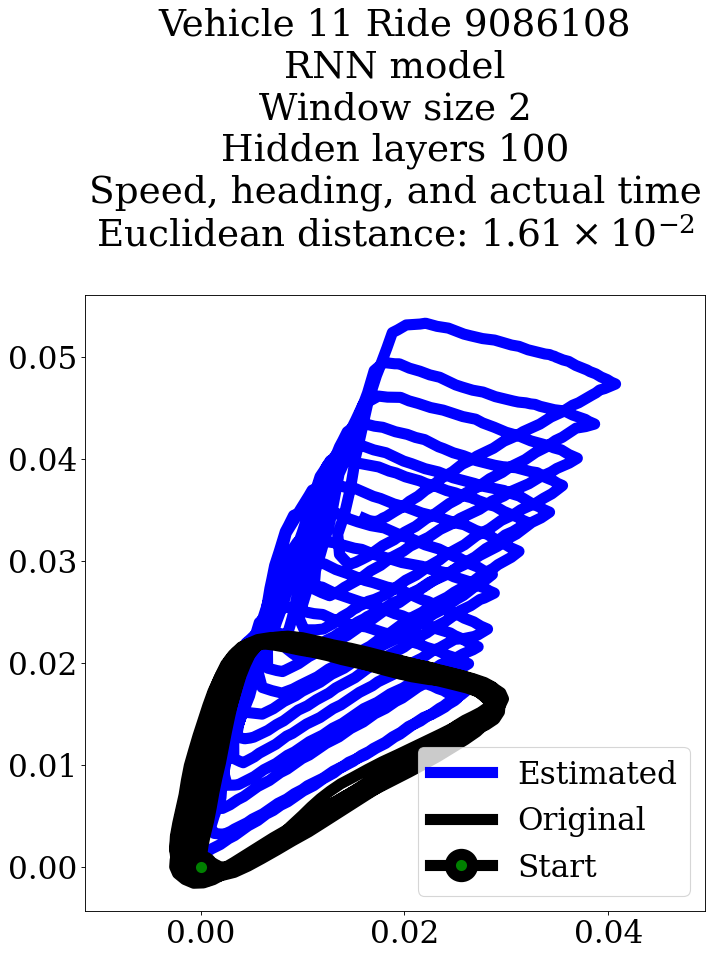 Vehicle 11 Ride 9086108
RNN model
Window size 2
Hidden layers 100
Speed, heading, and actual time
Euclidean distance: 1.61 × 10⁻²
0.05
0.04
0.03
0.02
0.01
0.00
Estimated
Original
Start
0.00 0.02 0.04